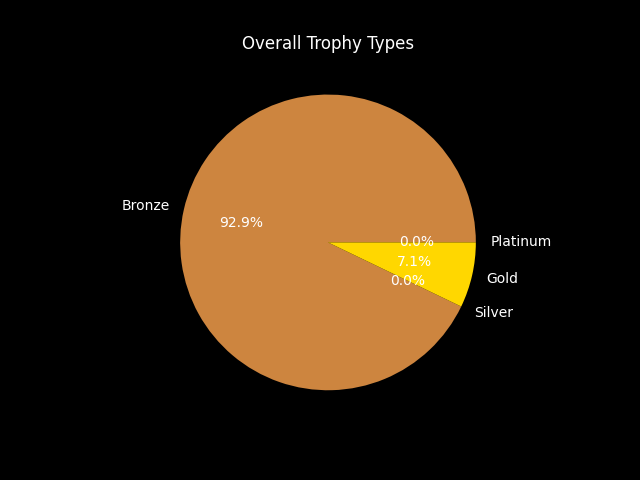 Overall Trophy Types
Bronze
92.9%
0.0%
Platinum
7.1%
Gold
0.0%
Silver